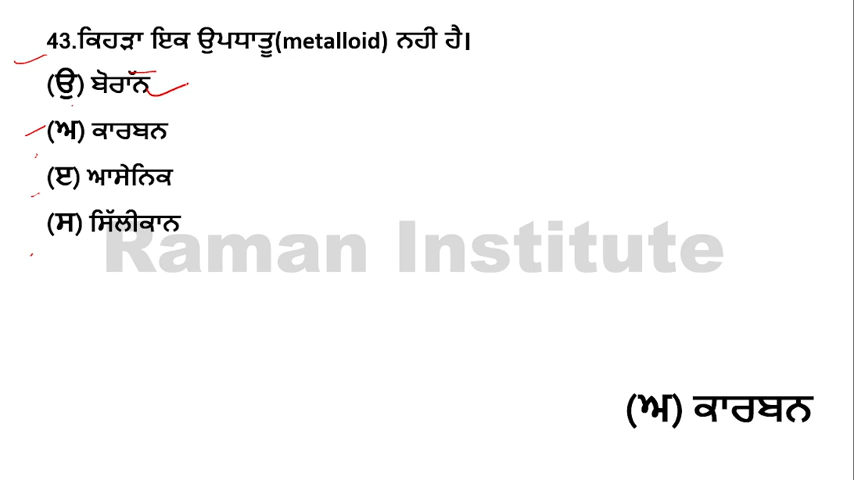 43.ਕਿਹੜਾ ਇਕ ਉਪਧਾਤੂ(metalloid) ਨਹੀ ਹੈ।
(ਉ) ਬੋਰਾੱਨ
(ਅ) ਕਾਰਬਨ
(ੲ) ਆਸੇਨਿਕ
(ਸ) ਸਿੱਲੀਕਾਨ
Raman Institute
(ਅ) ਕਾਰਬਨ